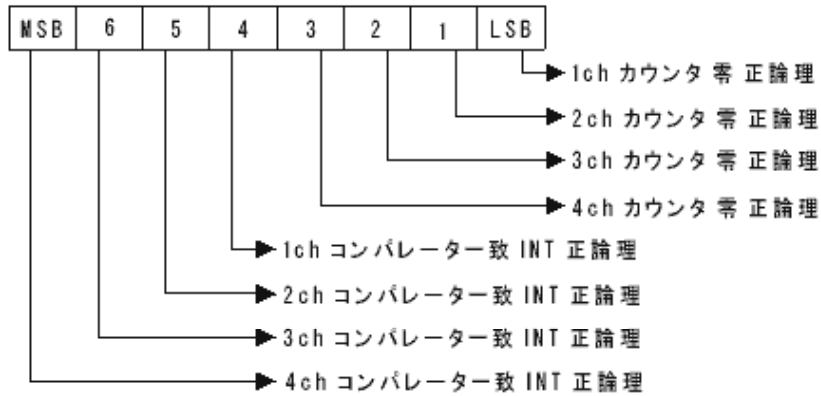 MSB 6 5 4 3 2 1 LSB
1ch カウンタ 零 正論理
2ch カウンタ 零 正論理
3ch カウンタ 零 正論理
4ch カウンタ 零 正論理
1ch コンパレーター致 INT 正論理
2ch コンパレーター致 INT 正論理
3ch コンパレーター致 INT 正論理
4ch コンパレーター致 INT 正論理